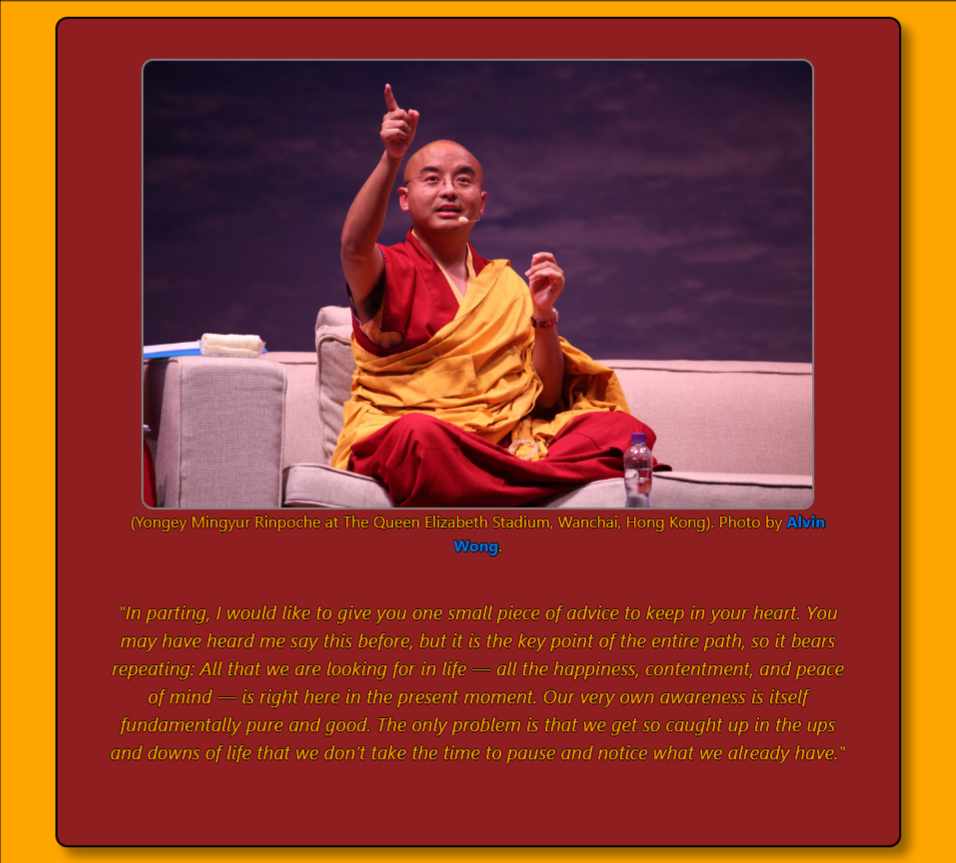 (Yongey Mingyur Rinpoche at The Queen Elizabeth Stadium, Wanchai, Hong Kong). Photo by Alvin
Wong.
"In parting, I would like to give you one small piece of advice to keep in your heart. You
may have heard me say this before, but it is the key point of the entire path, so it bears
repeating: All that we are looking for in life — all the happiness, contentment, and peace
of mind — is right here in the present moment. Our very own awareness is itself
fundamentally pure and good. The only problem is that we get so caught up in the ups
and downs of life that we don't take the time to pause and notice what we already have."